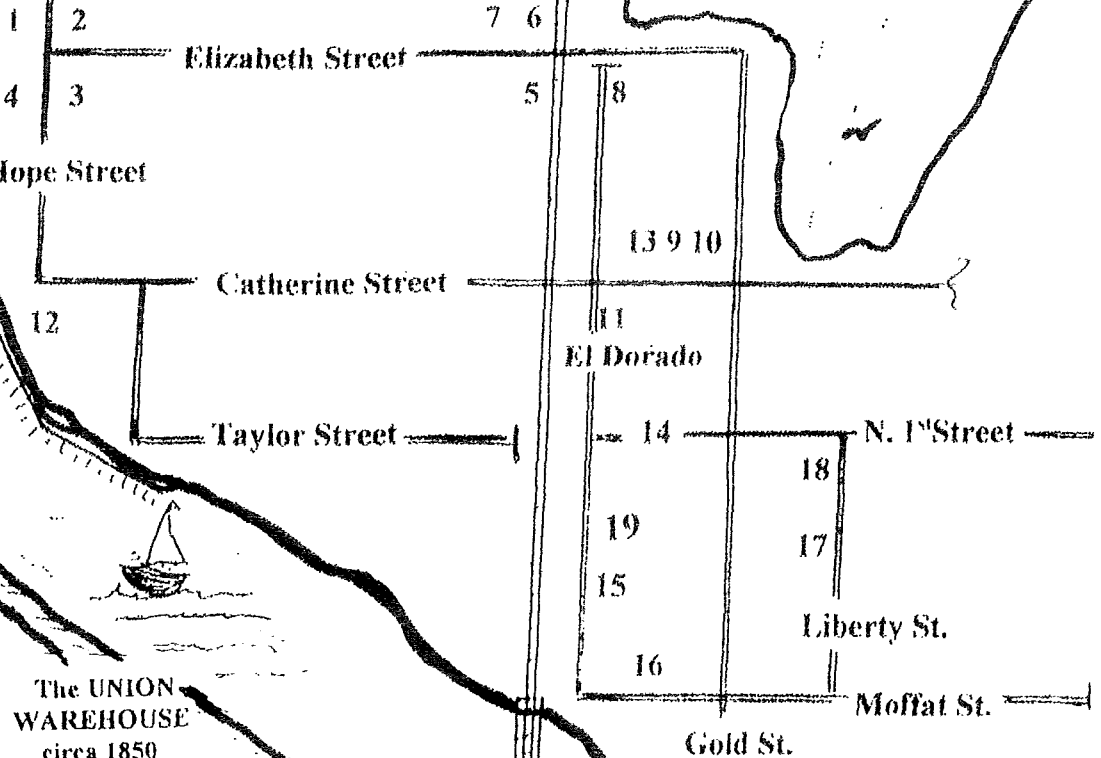 1 2 7 6
Elizabeth Street
4 3 5 8
Hope Street
13 9 10
Catherine Street
12 11
El Dorado
Taylor Street 14 N. 1st Street
18
19
17
15
Liberty St.
16
The UNION
WAREHOUSE
circa 1850
Moffat St.
Gold St.